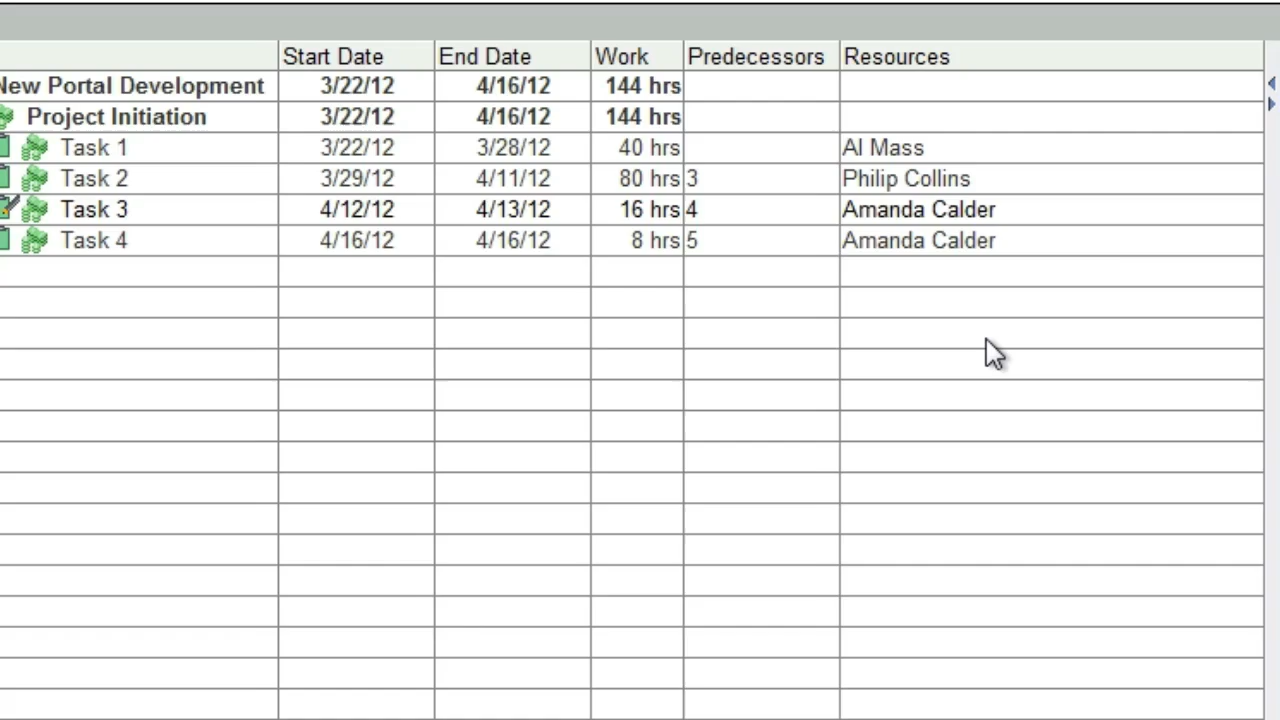 Start Date End Date Work Predecessors Resources
New Portal Development 3/22/12 4/16/12 144 hrs
Project Initiation 3/22/12 4/16/12 144 hrs
Task 1 3/22/12 3/28/12 40 hrs Al Mass
Task 2 3/29/12 4/11/12 80 hrs 3 Philip Collins
Task 3 4/12/12 4/13/12 16 hrs 4 Amanda Calder
Task 4 4/16/12 4/16/12 8 hrs 5 Amanda Calder